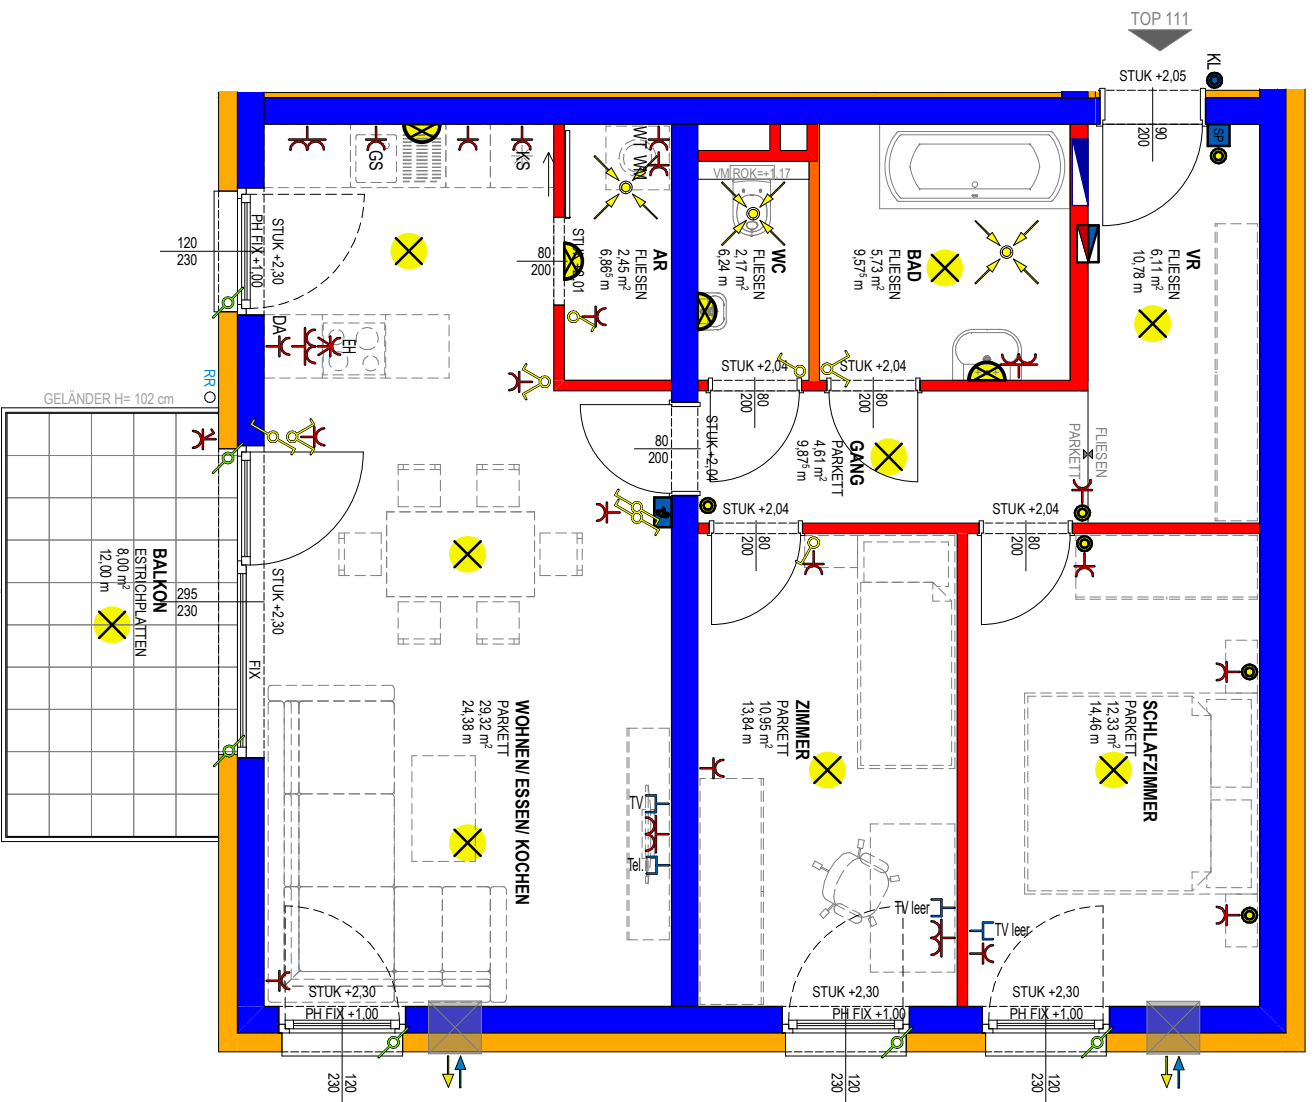 TOP 111
KL
STUK +2,05
90
200
SP
GS
KS
WT WM
VM ROK=+1,17
120
230
PH FIX +1,00
STUK +2,30
80
200
AR
FLIESEN
2,45 m²
6,86⁵ m
WC
FLIESEN
2,17 m²
6,24 m
BAD
FLIESEN
5,73 m²
9,57⁵ m
VR
FLIESEN
6,11 m²
10,78 m
DA
EH
RR
GELÄNDER H= 102 cm
STUK +2,04
80
200
STUK +2,04
80
200
80
200
STUK +2,04
GANG
PARKETT
4,61 m²
9,87⁵ m
FLIESEN
PARKETT
STUK +2,04
80
200
STUK +2,04
80
200
BALKON
ESTRICHPLATTEN
8,00 m²
12,00 m
295
230
STUK +2,30
FIX
WOHNEN/ ESSEN/ KOCHEN
PARKETT
29,32 m²
24,38 m
ZIMMER
PARKETT
10,95 m²
13,84 m
SCHLAFZIMMER
PARKETT
12,33 m²
14,46 m
TV
Tel.
TV leer
TV leer
STUK +2,30
PH FIX +1,00
120
230
STUK +2,30
PH FIX +1,00
120
230
STUK +2,30
PH FIX +1,00
120
230